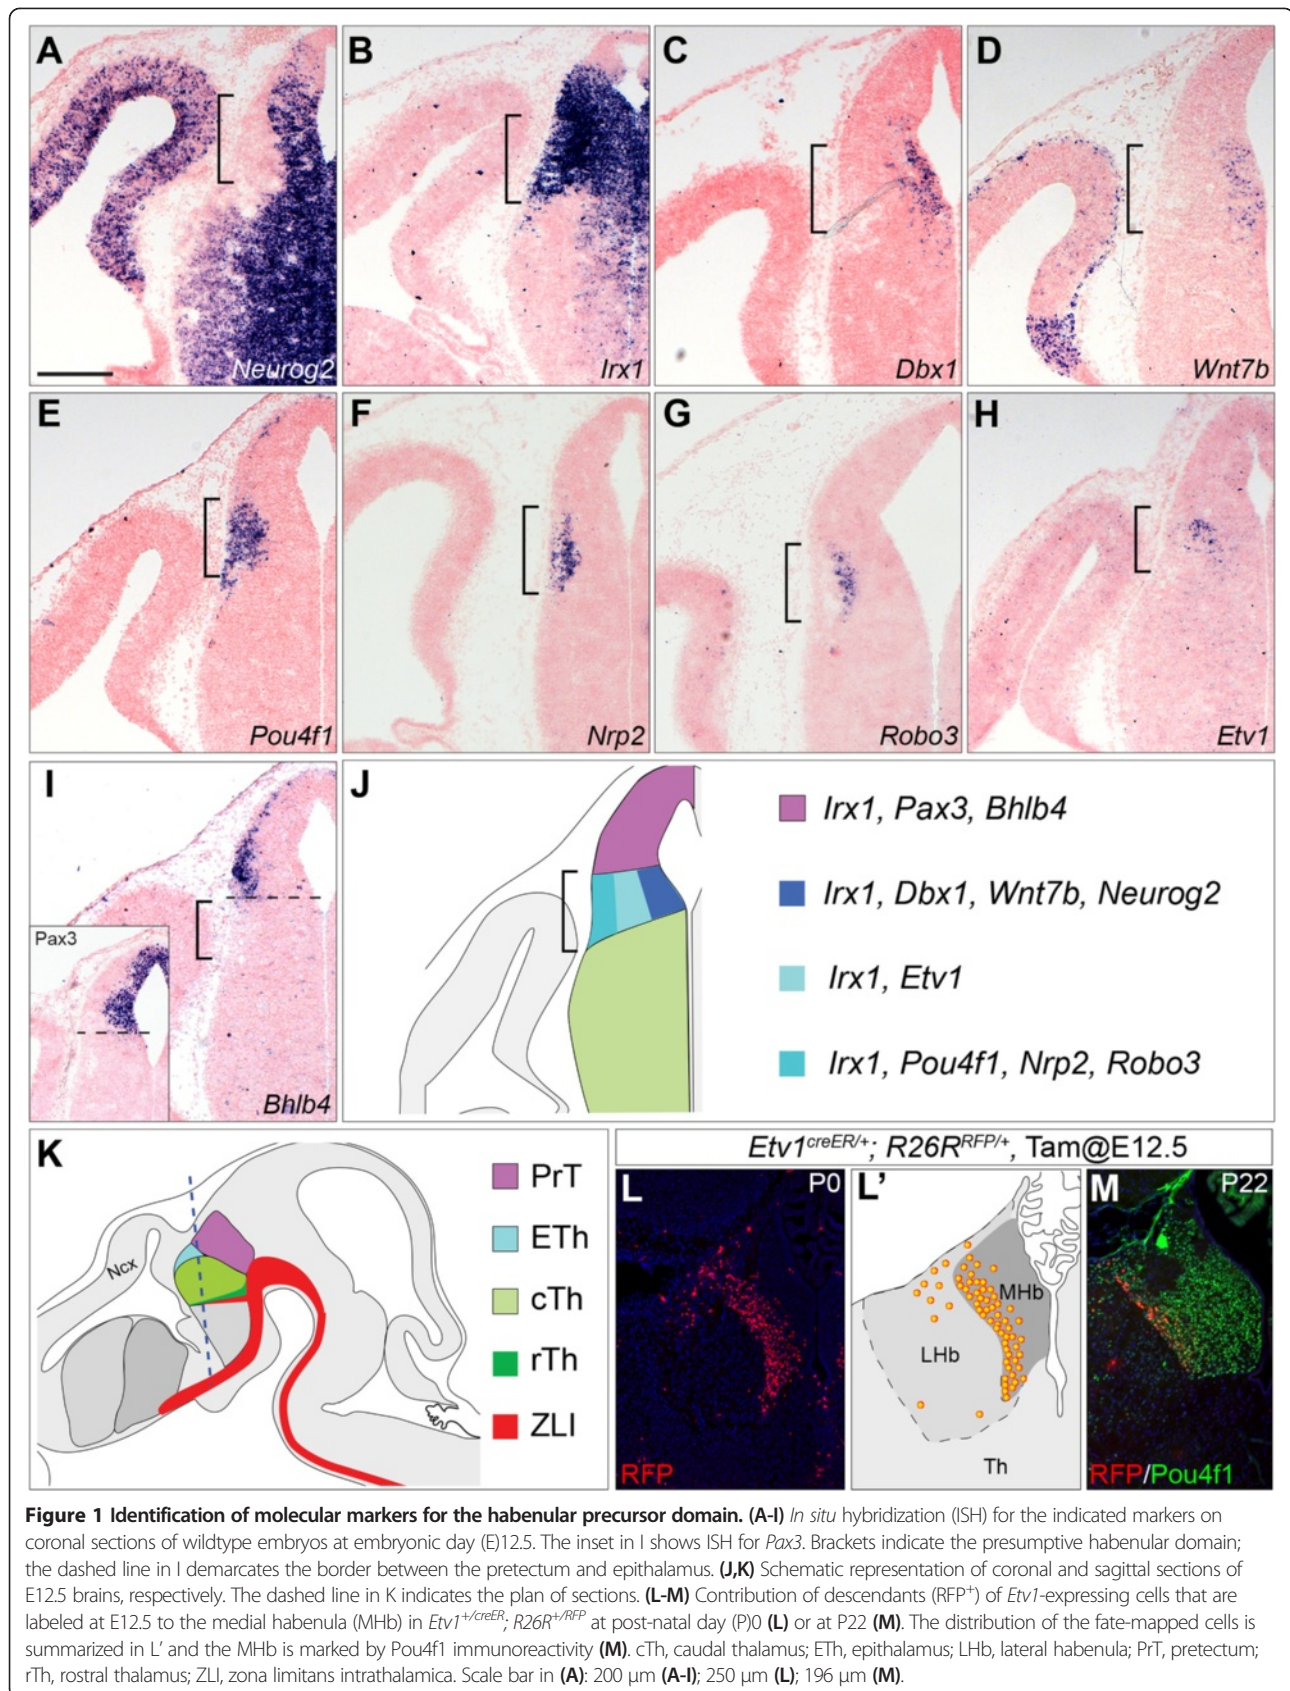 A
Neurog2
B
Irx1
C
Dbx1
D
Wnt7b
E
Pou4f1
F
Nrp2
G
Robo3
H
Etv1
I
Pax3
Bhlb4
J
Irx1, Pax3, Bhlb4
Irx1, Dbx1, Wnt7b, Neurog2
Irx1, Etv1
Irx1, Pou4f1, Nrp2, Robo3
K
Ncx
PrT
ETh
cTh
rTh
ZLI
Etv1creER/+; R26RRFP/+, Tam@E12.5
L
P0
RFP
L’
MHb
LHb
Th
M
P22
RFP/Pou4f1
Figure 1 Identification of molecular markers for the habenular precursor domain. (A-I) In situ hybridization (ISH) for the indicated markers on
coronal sections of wildtype embryos at embryonic day (E)12.5. The inset in I shows ISH for Pax3. Brackets indicate the presumptive habenular domain;
the dashed line in I demarcates the border between the pretectum and epithalamus. (J,K) Schematic representation of coronal and sagittal sections of
E12.5 brains, respectively. The dashed line in K indicates the plan of sections. (L-M) Contribution of descendants (RFP+) of Etv1-expressing cells that are
labeled at E12.5 to the medial habenula (MHb) in Etv1+/creER; R26R+/RFP at post-natal day (P)0 (L) or at P22 (M). The distribution of the fate-mapped cells is
summarized in L’ and the MHb is marked by Pou4f1 immunoreactivity (M). cTh, caudal thalamus; ETh, epithalamus; LHb, lateral habenula; PrT, pretectum;
rTh, rostral thalamus; ZLI, zona limitans intrathalamica. Scale bar in (A): 200 μm (A-I); 250 μm (L); 196 μm (M).